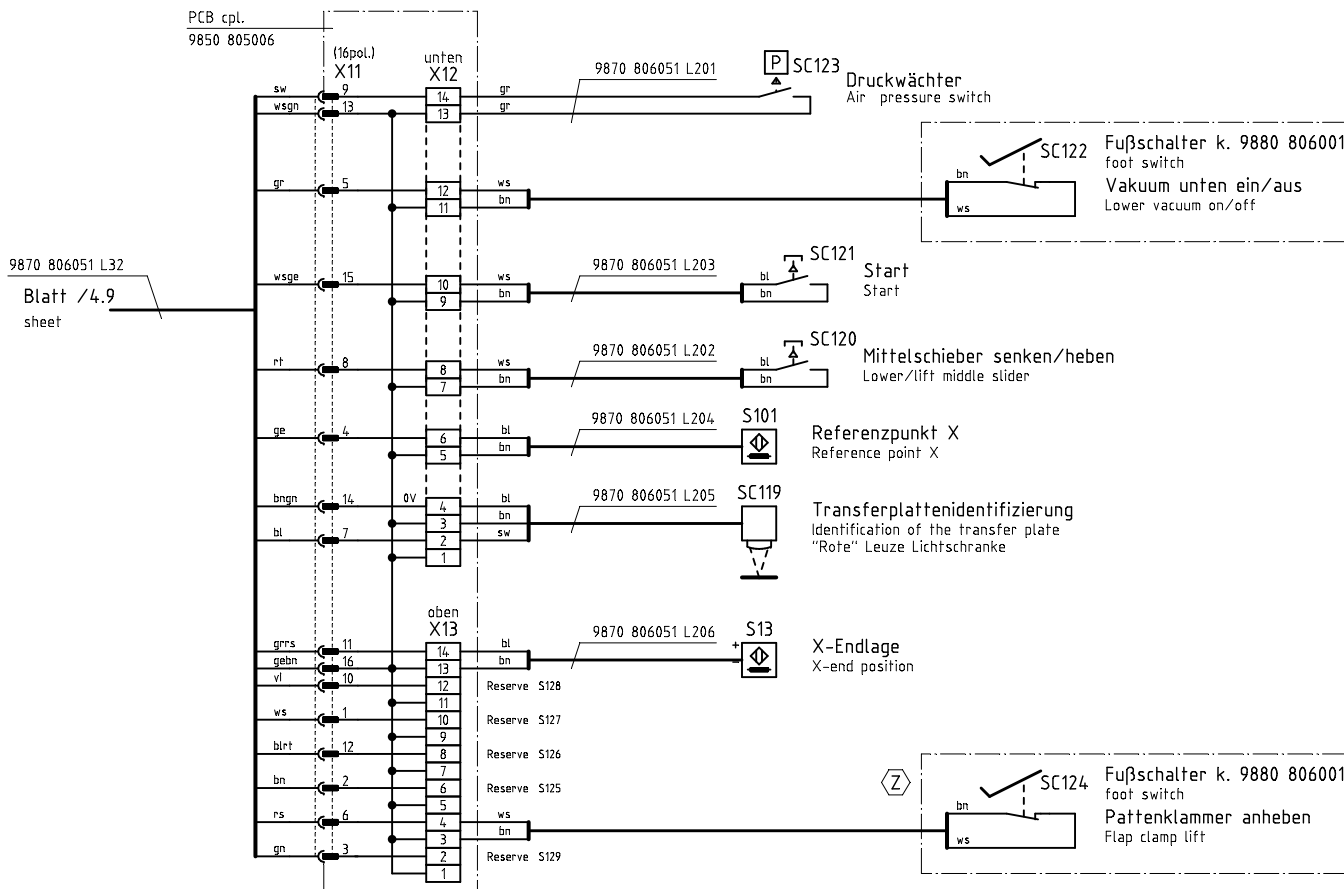 PCB cpl.
9850 805006
(16pol.)
X11
unten
X12
9870 806051 L201
P SC123
Druckwächter
Air pressure switch
sw 9 14 gr
wsgn 13 13 gr
SC122
Fußschalter k. 9880 806001
foot switch
Vakuum unten ein/aus
Lower vacuum on/off
bn
ws
gr 5 12 ws
11 bn
9870 806051 L32
Blatt /4.9
sheet
9870 806051 L203
SC121
Start
Start
wsge 15 10 ws bl
9 bn bn
9870 806051 L202
SC120
Mittelschieber senken/heben
Lower/lift middle slider
rt 8 8 ws bl
7 bn bn
9870 806051 L204
S101
Referenzpunkt X
Reference point X
ge 4 6 bl
5 bn
9870 806051 L205
SC119
Transferplattenidentifizierung
Identification of the transfer plate
"Rote" Leuze Lichtschranke
bngn 14 0V 4 bl
3 bn
bl 7 2 sw
1
oben
X13
9870 806051 L206
S13
+
-
X-Endlage
X-end position
grrs 11 14 bl
gebn 16 13 bn
vi 10 12 Reserve S128
11
ws 1 10 Reserve S127
9
blrt 12 8 Reserve S126
7
bn 2 6 Reserve S125
5
rs 6 4 ws
3 bn
gn 3 2 Reserve S129
1
Z
SC124
Fußschalter k. 9880 806001
foot switch
Pattenklammer anheben
Flap clamp lift
bn
ws